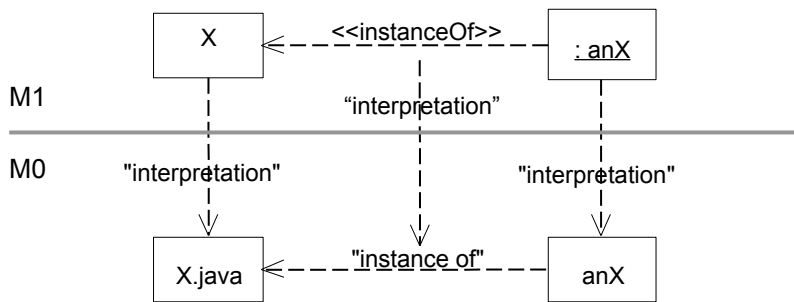 X
<<instanceOf>>
: anX
M1
“interpretation”
M0
"interpretation"
"interpretation"
X.java
"instance of"
anX